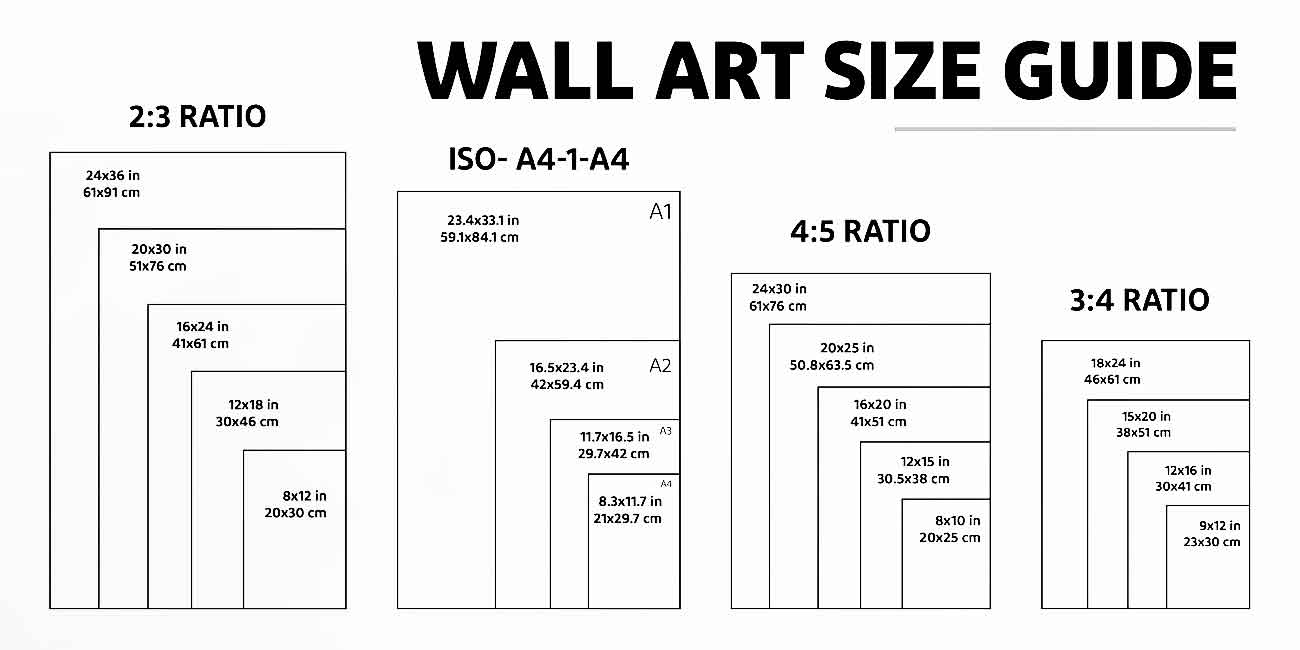 WALL ART SIZE GUIDE
2:3 RATIO
24x36 in
61x91 cm
20x30 in
51x76 cm
16x24 in
41x61 cm
12x18 in
30x46 cm
8x12 in
20x30 cm
ISO- A4-1-A4
A1
23.4x33.1 in
59.1x84.1 cm
A2
16.5x23.4 in
42x59.4 cm
A3
11.7x16.5 in
29.7x42 cm
A4
8.3x11.7 in
21x29.7 cm
4:5 RATIO
24x30 in
61x76 cm
20x25 in
50.8x63.5 cm
16x20 in
41x51 cm
12x15 in
30.5x38 cm
8x10 in
20x25 cm
3:4 RATIO
18x24 in
46x61 cm
15x20 in
38x51 cm
12x16 in
30x41 cm
9x12 in
23x30 cm